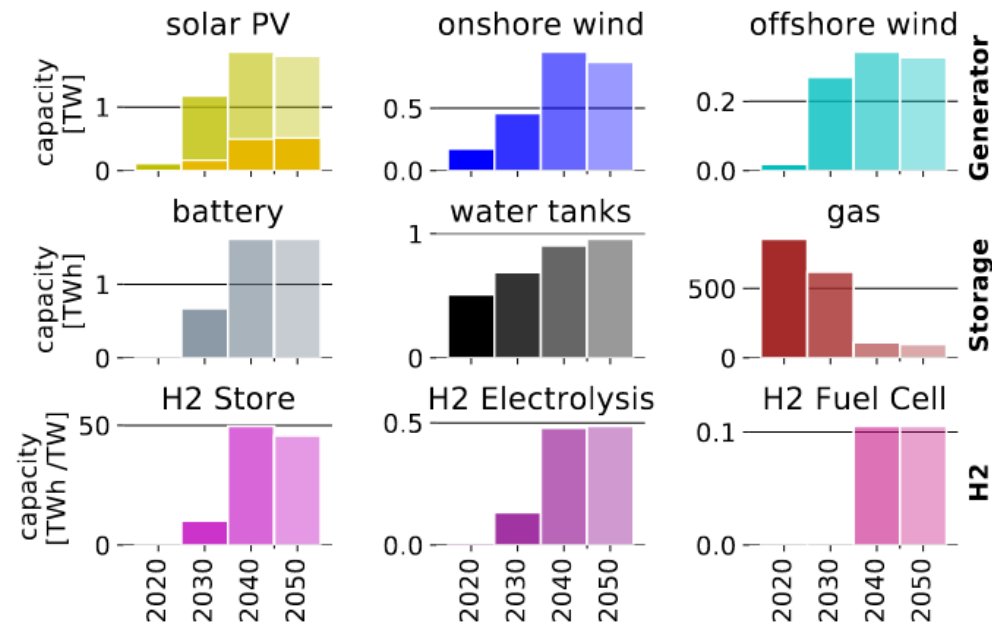 solar PV
onshore wind
offshore wind
capacity
[TW]
1
0
0.5
0.0
0.2
0.0
Generator
battery
water tanks
gas
capacity
[TWh]
1
0
1
0
500
0
Storage
H2 Store
H2 Electrolysis
H2 Fuel Cell
capacity
[TWh /TW]
50
0
0.5
0.0
0.1
0.0
H2
2020
2030
2040
2050
2020
2030
2040
2050
2020
2030
2040
2050